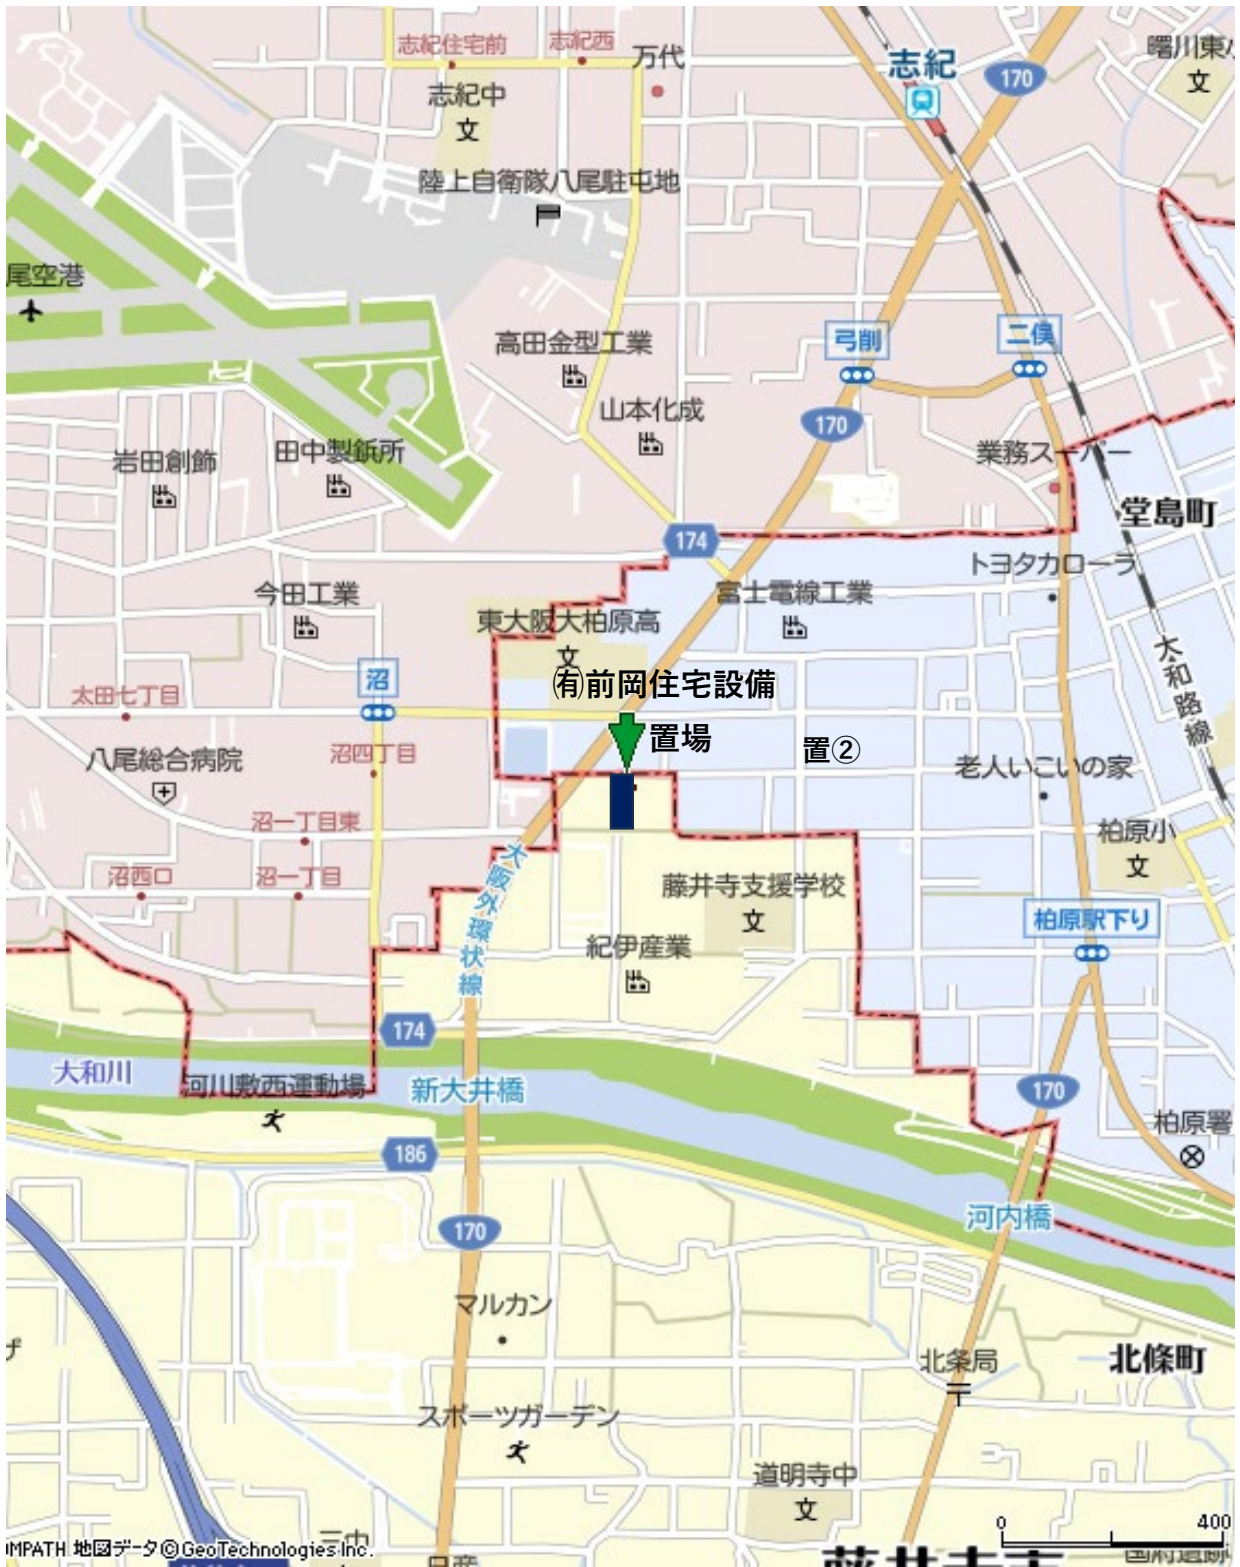 志紀住宅前
志紀西
万代
志紀
170
曙川東小
志紀中
文
文
陸上自衛隊八尾駐屯地
尾空港
高田金型工業
弓削
二俣
山本化成
170
業務スーパー
岩田創飾
田中製鋲所
堂島町
174
トヨタカローラ
今田工業
富士電線工業
東大阪大柏原高
文
大和路線
㈲前岡住宅設備
沼
太田七丁目
置場
置②
沼四丁目
八尾総合病院
老人いこいの家
沼一丁目東
柏原小
文
大阪外環状線
沼西口
沼一丁目
藤井寺支援学校
文
柏原駅下り
紀伊産業
174
大和川
河川敷西運動場
新大井橋
170
柏原署
186
河内橋
170
マルカン
ザ
北条局
北條町
スポーツガーデン
道明寺中
文
0
400
MPATH 地図データ©GeoTechnologies Inc.